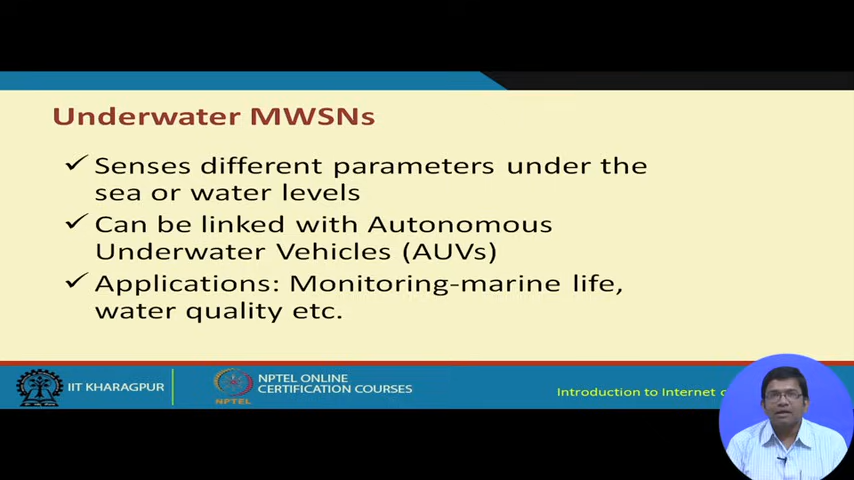 Underwater MWSNs
✓ Senses different parameters under the
sea or water levels
✓ Can be linked with Autonomous
Underwater Vehicles (AUVs)
✓ Applications: Monitoring-marine life,
water quality etc.
IIT KHARAGPUR
NPTEL
NPTEL ONLINE
CERTIFICATION COURSES
Introduction to Internet